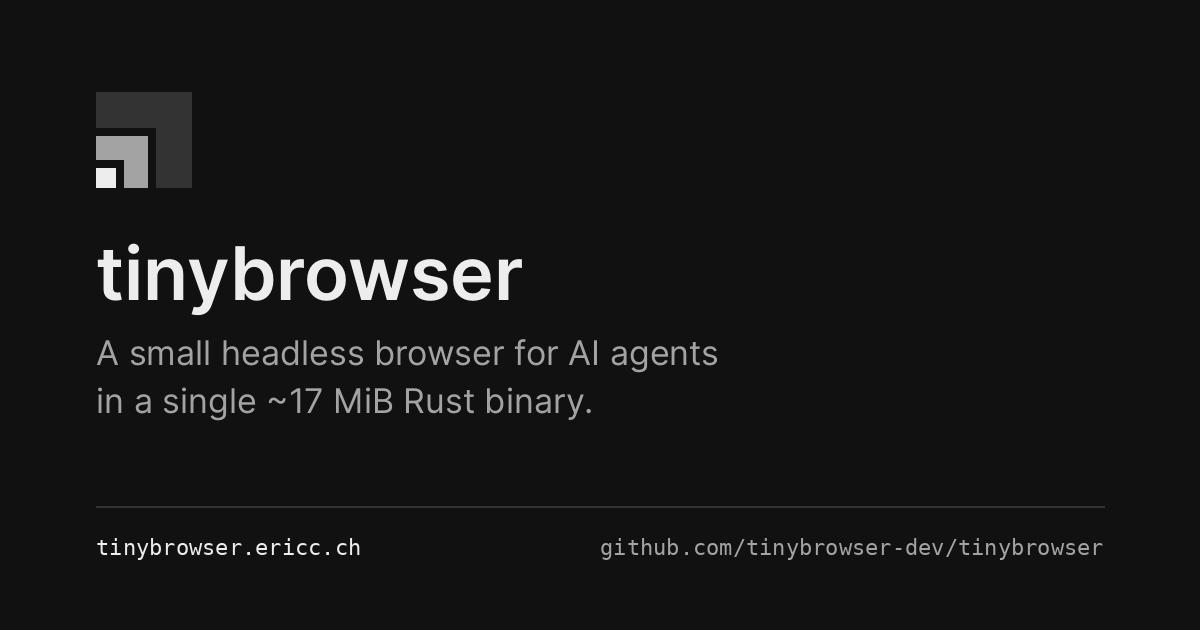 tinybrowser
A small headless browser for AI agents
in a single ~17 MiB Rust binary.
tinybrowser.ericc.ch
github.com/tinybrowser-dev/tinybrowser